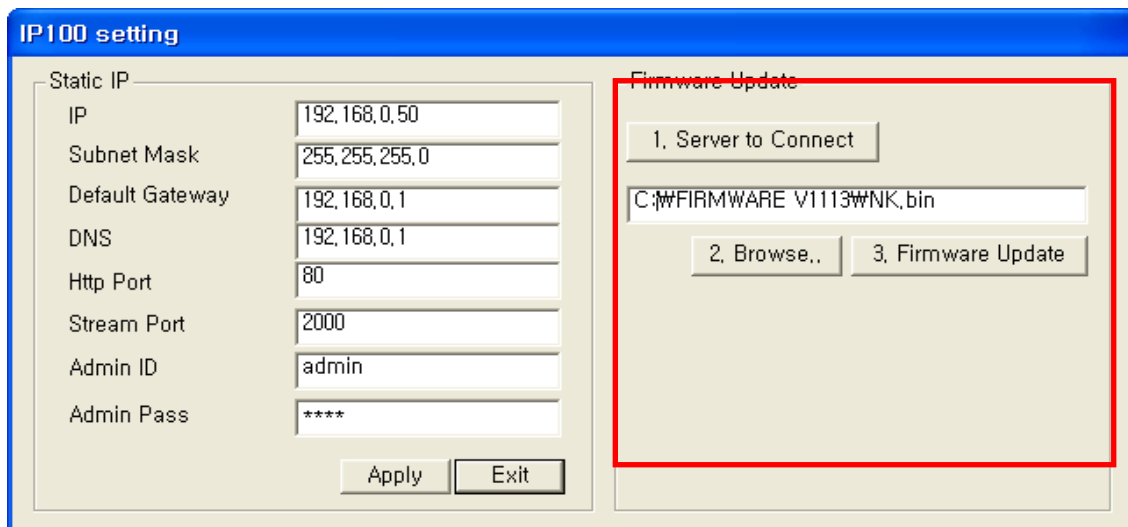 IP100 setting
Static IP
IP 192,168,0,50
Subnet Mask 255,255,255,0
Default Gateway 192,168,0,1
DNS 192,168,0,1
Http Port 80
Stream Port 2000
Admin ID admin
Admin Pass ****
Apply Exit
Firmware Update
1, Server to Connect
C:₩FIRMWARE V1113₩NK,bin
2, Browse,, 3, Firmware Update